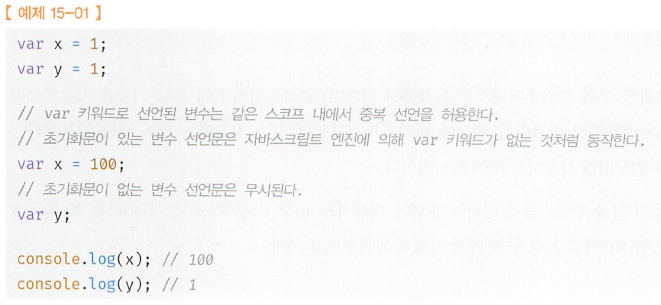 【 예제 15-01 】
var x = 1;
var y = 1;
// var 키워드로 선언된 변수는 같은 스코프 내에서 중복 선언을 허용한다.
// 초기화문이 있는 변수 선언문은 자바스크립트 엔진에 의해 var 키워드가 없는 것처럼 동작한다.
var x = 100;
// 초기화문이 없는 변수 선언문은 무시된다.
var y;
console.log(x); // 100
console.log(y); // 1